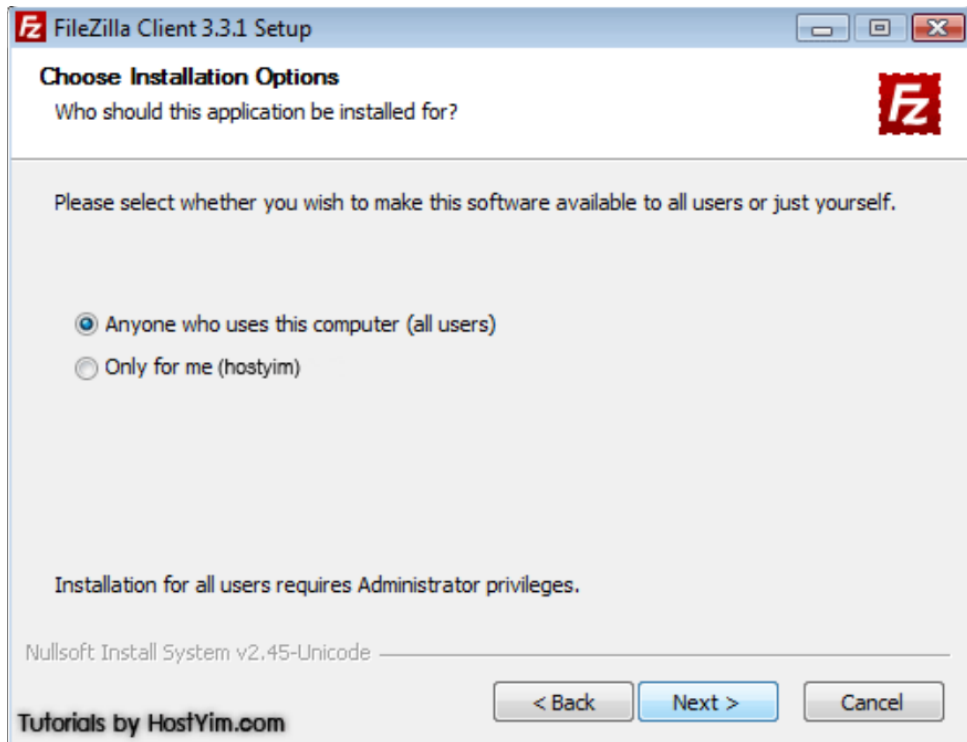 FileZilla Client 3.3.1 Setup
Choose Installation Options
Who should this application be installed for?
Fz
Please select whether you wish to make this software available to all users or just yourself.
Anyone who uses this computer (all users)
Only for me (hostyim)
Installation for all users requires Administrator privileges.
Nullsoft Install System v2.45-Unicode
< Back Next > Cancel
Tutorials by HostYim.com